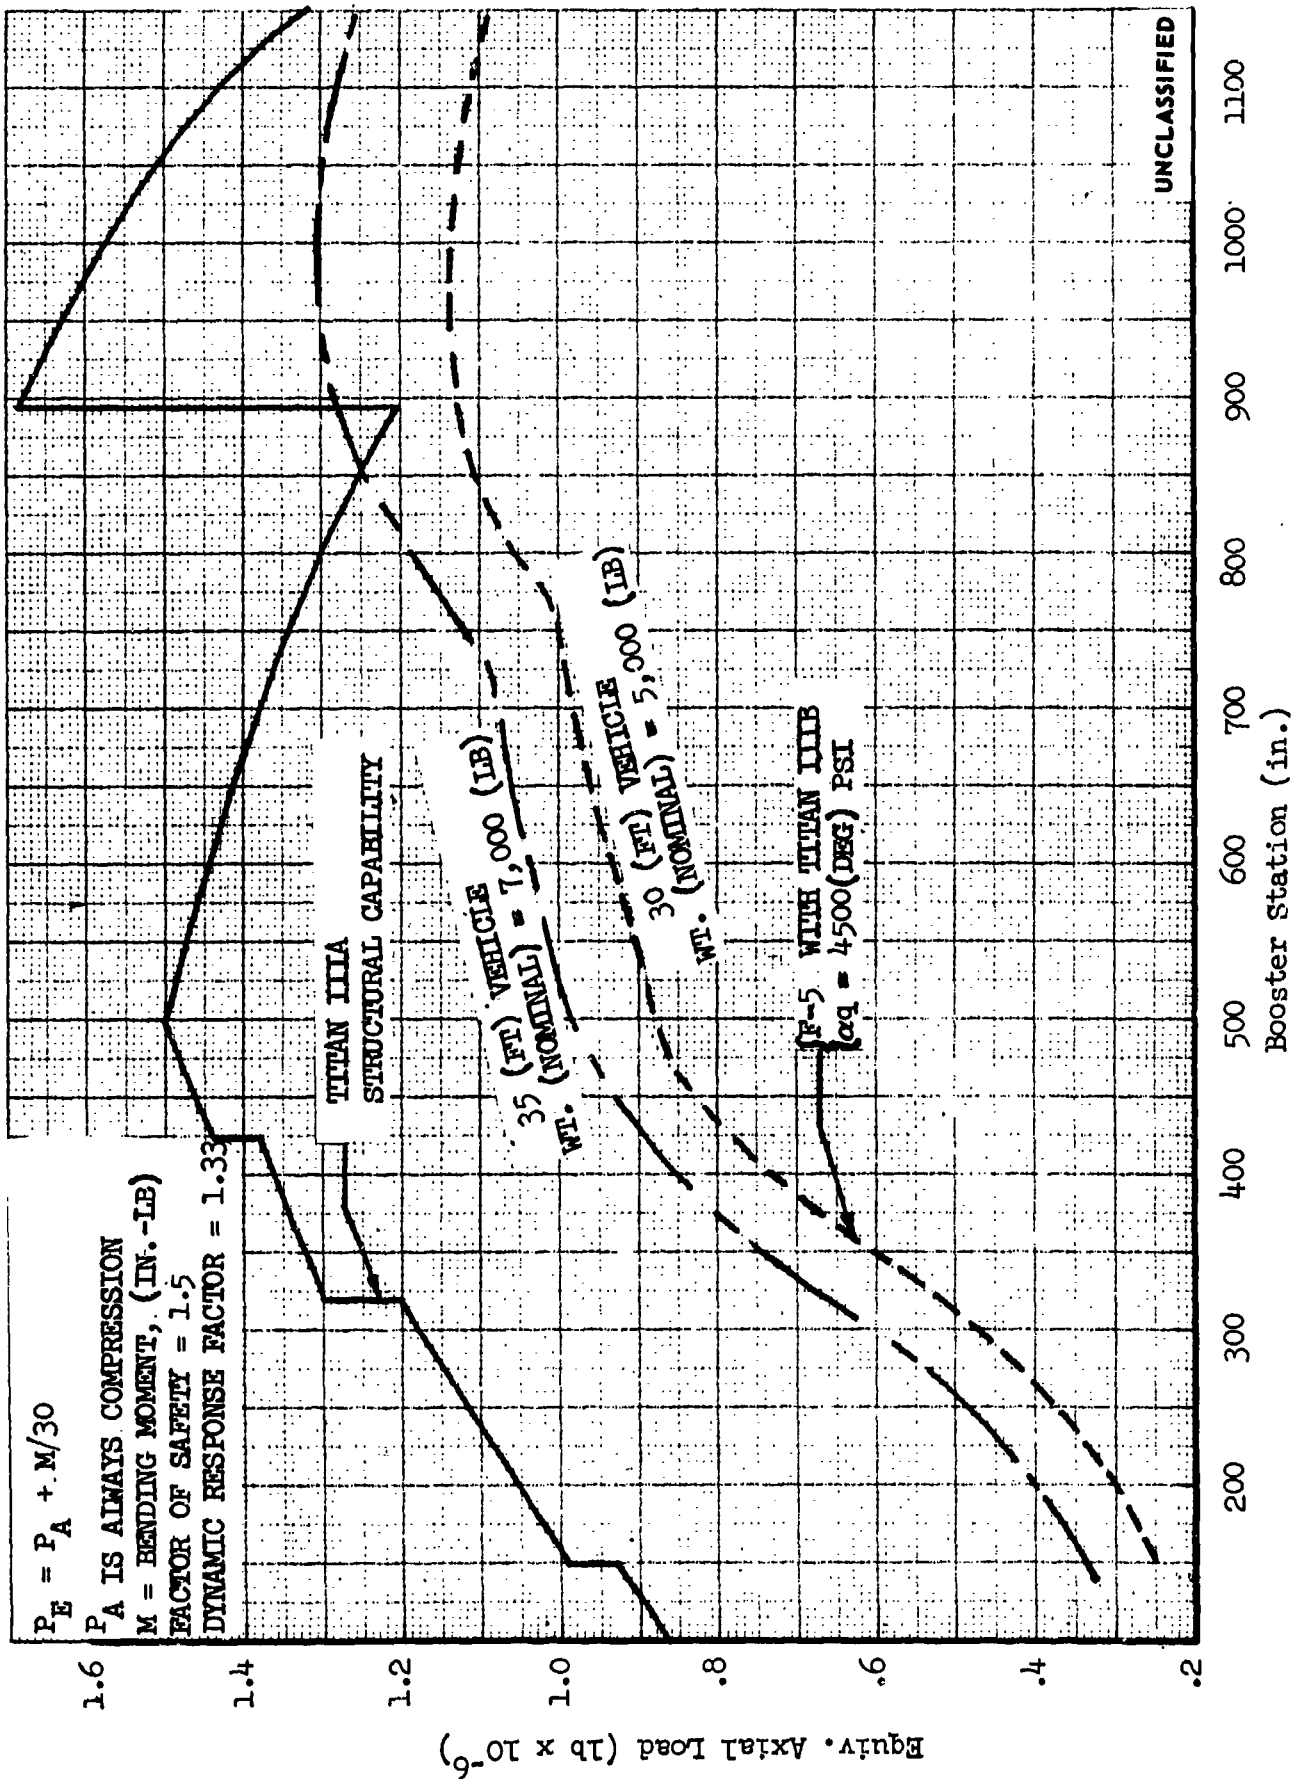 P_E = P_A + M/30
P_A IS ALWAYS COMPRESSION
M = BENDING MOMENT, (IN.-LB)
FACTOR OF SAFETY = 1.5
DYNAMIC RESPONSE FACTOR = 1.33
TITAN IIIA
STRUCTURAL CAPABILITY
35 (FT) VEHICLE
WT. (NOMINAL) = 7,000 (LB)
30 (FT) VEHICLE
WT. (NOMINAL) = 5,000 (LB)
F-5 WITH TITAN IIIB
αq = 4500(DEG) PSI
UNCLASSIFIED
1.6
1.4
1.2
1.0
.8
.6
.4
.2
Equiv. Axial Load (lb x 10⁻⁶)
200
300
400
500
600
700
800
900
1000
1100
Booster Station (in.)